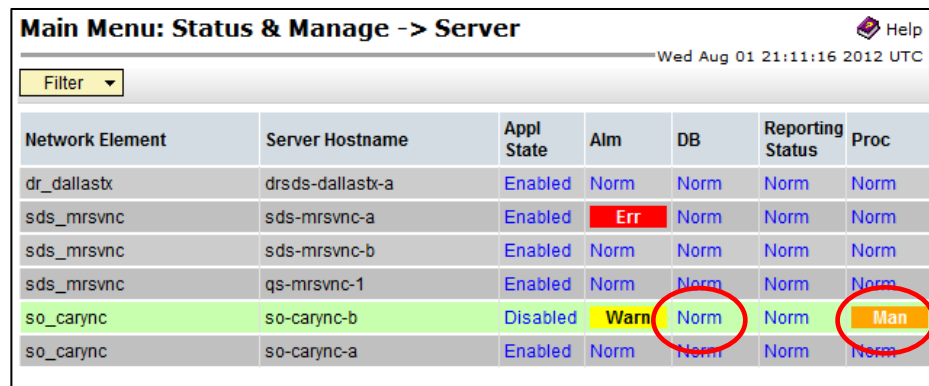 Main Menu: Status & Manage -> Server
Help
Wed Aug 01 21:11:16 2012 UTC
Filter
Network Element Server Hostname Appl State Alm DB Reporting Status Proc
dr_dallastx drsds-dallastx-a Enabled Norm Norm Norm Norm
sds_mrsvnc sds-mrsvnc-a Enabled Err Norm Norm Norm
sds_mrsvnc sds-mrsvnc-b Enabled Norm Norm Norm Norm
sds_mrsvnc qs-mrsvnc-1 Enabled Norm Norm Norm Norm
so_carync so-carync-b Disabled Warn Norm Norm Man
so_carync so-carync-a Enabled Norm Norm Norm Norm